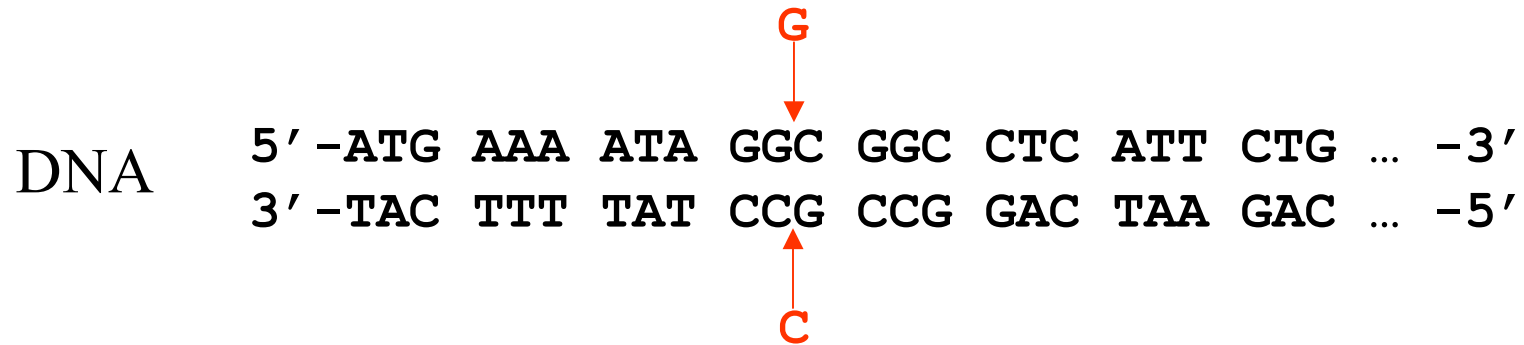 G
DNA
5′-ATG AAA ATA GGC GGC CTC ATT CTG … -3′
3′-TAC TTT TAT CCG CCG GAC TAA GAC … -5′
C